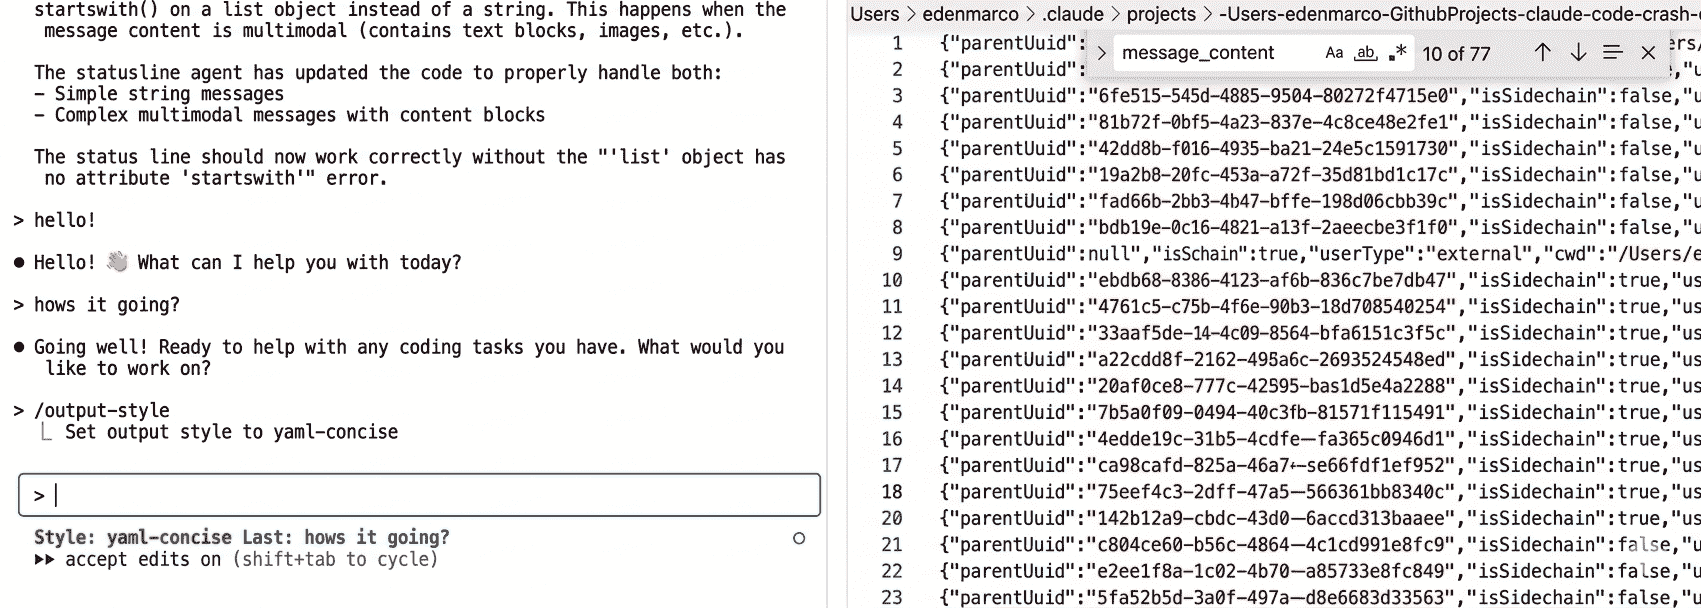 startswith() on a list object instead of a string. This happens when the
message content is multimodal (contains text blocks, images, etc.).
The statusline agent has updated the code to properly handle both:
- Simple string messages
- Complex multimodal messages with content blocks
The status line should now work correctly without the "'list' object has
no attribute 'startswith'" error.
> hello!
● Hello! 👋 What can I help you with today?
> hows it going?
● Going well! Ready to help with any coding tasks you have. What would you
like to work on?
> /output-style
⎿ Set output style to yaml-concise
>
Style: yaml-concise Last: hows it going?
▶▶ accept edits on (shift+tab to cycle)
Users > edenmarco > .claude > projects > -Users-edenmarco-GithubProjects-claude-code-crash-
message_content Aa ab .* 10 of 77
1 {"parentUuid":
2 {"parentUuid":
3 {"parentUuid":"6fe515-545d-4885-9504-80272f4715e0","isSidechain":false,"u
4 {"parentUuid":"81b72f-0bf5-4a23-837e-4c8ce48e2fe1","isSidechain":false,"u
5 {"parentUuid":"42dd8b-f016-4935-ba21-24e5c1591730","isSidechain":false,"u
6 {"parentUuid":"19a2b8-20fc-453a-a72f-35d81bd1c17c","isSidechain":false,"u
7 {"parentUuid":"fad66b-2bb3-4b47-bffe-198d06cbb39c","isSidechain":false,"u
8 {"parentUuid":"bdb19e-0c16-4821-a13f-2aeecbe3f1f0","isSidechain":false,"u
9 {"parentUuid":null","isSchain":true,"userType":"external","cwd":"/Users/e
10 {"parentUuid":"ebdb68-8386-4123-af6b-836c7be7db47","isSidechain":true,"us
11 {"parentUuid":"4761c5-c75b-4f6e-90b3-18d708540254","isSidechain":true,"us
12 {"parentUuid":"33aaf5de-14-4c09-8564-bfa6151c3f5c","isSidechain":true,"us
13 {"parentUuid":"a22cdd8f-2162-495a6c-2693524548ed","isSidechain":true,"us
14 {"parentUuid":"20af0ce8-777c-42595-bas1d5e4a2288","isSidechain":true,"us
15 {"parentUuid":"7b5a0f09-0494-40c3fb-81571f115491","isSidechain":true,"us
16 {"parentUuid":"4edde19c-31b5-4cdfe—fa365c0946d1","isSidechain":true,"us
17 {"parentUuid":"ca98cafd-825a-46a7-se66fdf1ef952","isSidechain":true,"us
18 {"parentUuid":"75eef4c3-2dff-47a5—566361bb8340c","isSidechain":true,"us
20 {"parentUuid":"142b12a9-cbdc-43d0—6accd313baaee","isSidechain":true,"us
21 {"parentUuid":"c804ce60-b56c-4864—4c1cd991e8fc9","isSidechain":false,"u
22 {"parentUuid":"e2ee1f8a-1c02-4b70—a85733e8fc849","isSidechain":false,"u
23 {"parentUuid":"5fa52b5d-3a0f-497a—d8e6683d33563","isSidechain":false,"u